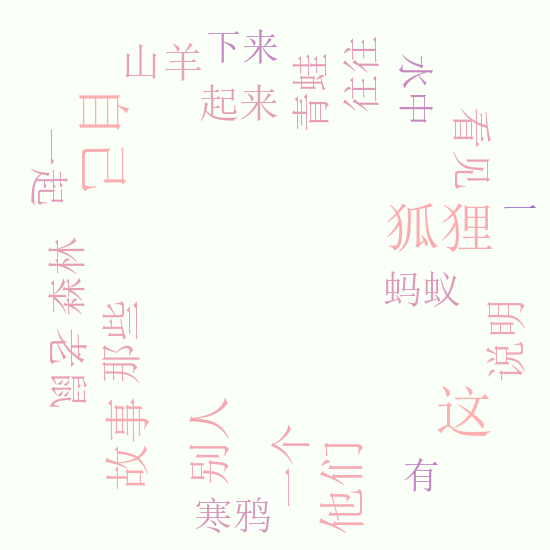 下来
山羊
往往
青蛙
水中
起来
自己
看见
一起
狐狸
一
森林
蚂蚁
那些
说明
老鼠
这
故事
别人
一个
他们
有
寒鸦